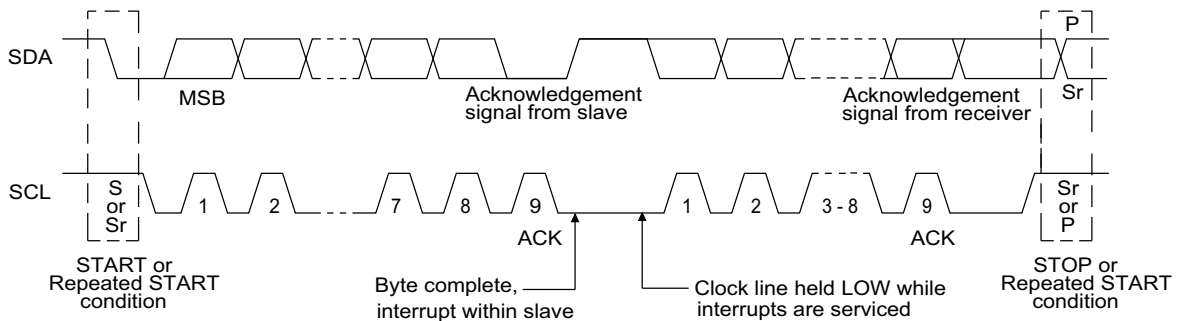 SDA
MSB
Acknowledgement
signal from slave
Acknowledgement
signal from receiver
P
Sr
SCL
S
or
Sr
1
2
7
8
9
ACK
1
2
3 - 8
9
ACK
Sr
or
P
START or
Repeated START
condition
Byte complete,
interrupt within slave
Clock line held LOW while
interrupts are serviced
STOP or
Repeated START
condition